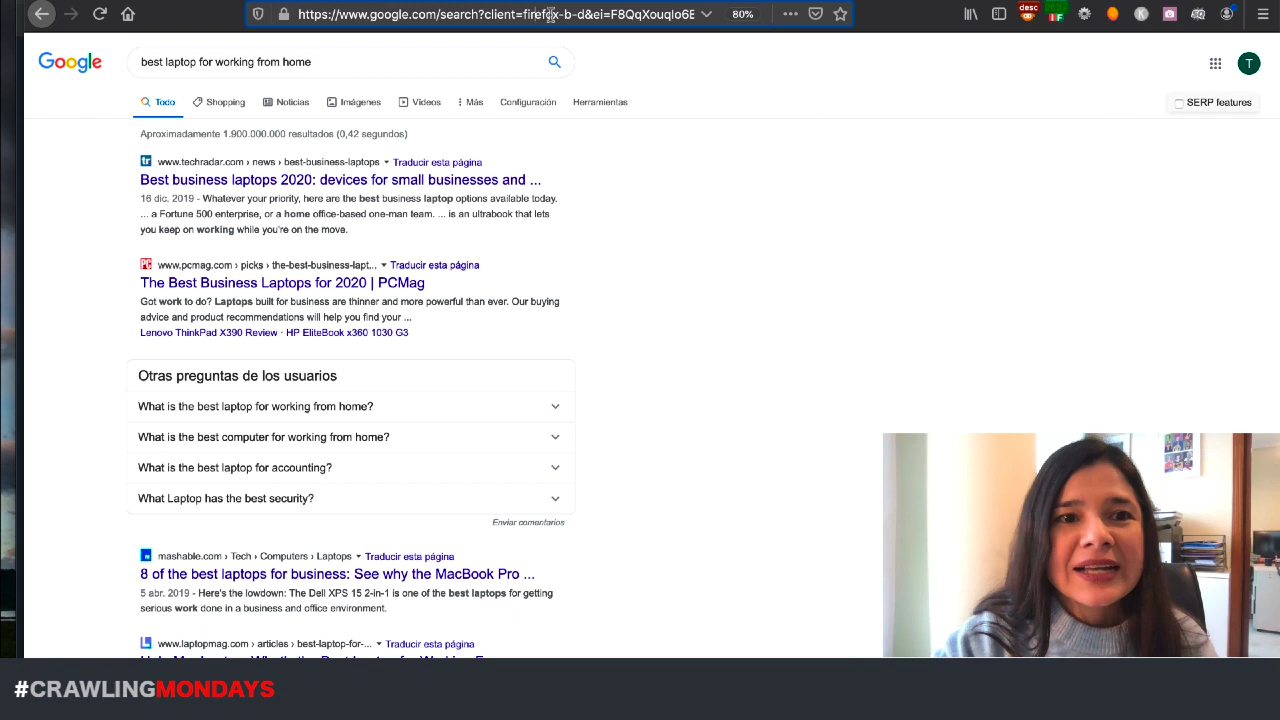 https://www.google.com/search?client=firefox-b-d&ei=F8QqXouqIo6E
80%
desc
IF
Google
best laptop for working from home
T
Todo
Shopping
Noticias
Imágenes
Vídeos
Más
Configuración
Herramientas
SERP features
Aproximadamente 1.900.000.000 resultados (0,42 segundos)
www.techradar.com › news › best-business-laptops Traducir esta página
Best business laptops 2020: devices for small businesses and ...
16 dic. 2019 - Whatever your priority, here are the best business laptop options available today.
... a Fortune 500 enterprise, or a home office-based one-man team. ... is an ultrabook that lets
you keep on working while you're on the move.
www.pcmag.com › picks › the-best-business-lapt... Traducir esta página
The Best Business Laptops for 2020 | PCMag
Got work to do? Laptops built for business are thinner and more powerful than ever. Our buying
advice and product recommendations will help you find your ...
Lenovo ThinkPad X390 Review · HP EliteBook x360 1030 G3
Otras preguntas de los usuarios
What is the best laptop for working from home?
What is the best computer for working from home?
What is the best laptop for accounting?
What Laptop has the best security?
Enviar comentarios
mashable.com › Tech › Computers › Laptops Traducir esta página
8 of the best laptops for business: See why the MacBook Pro ...
5 abr. 2019 - Here's the lowdown: The Dell XPS 15 2-in-1 is one of the best laptops for getting
serious work done in a business and office environment.
www.laptopmag.com › articles › best-laptop-for-... Traducir esta página
#CRAWLINGMONDAYS